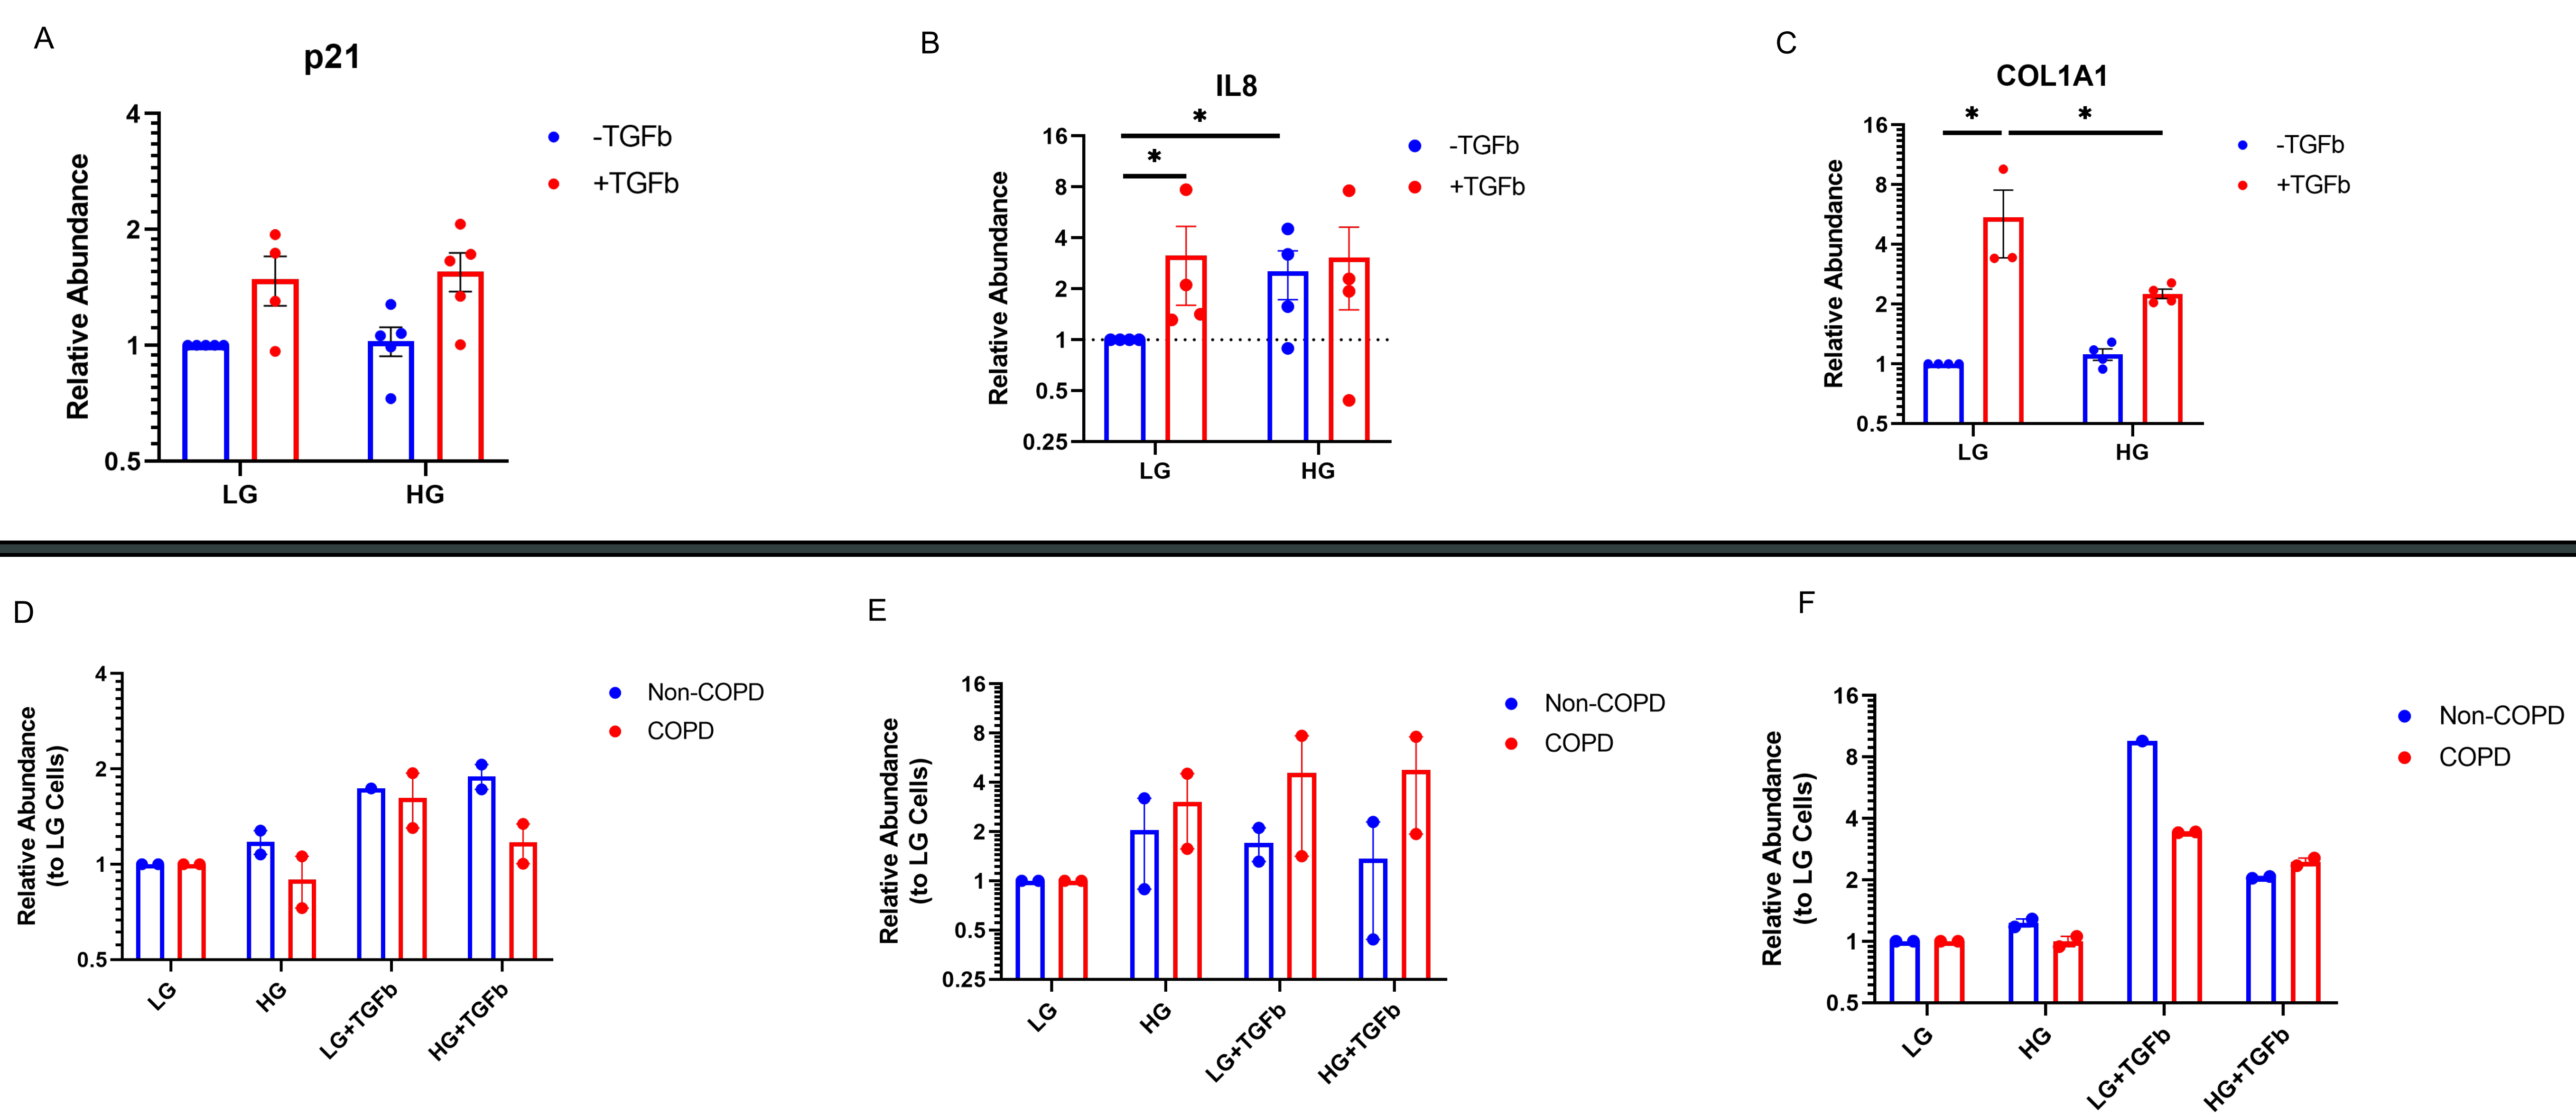 A
p21
Relative Abundance
4
2
1
0.5
LG
HG
-TGFb
+TGFb
B
IL8
*
*
Relative Abundance
16
8
4
2
1
0.5
0.25
LG
HG
-TGFb
+TGFb
C
COL1A1
*
*
Relative Abundance
16
8
4
2
1
0.5
LG
HG
-TGFb
+TGFb
D
Relative Abundance
(to LG Cells)
4
2
1
0.5
LG
HG
LG+TGFb
HG+TGFb
Non-COPD
COPD
E
Relative Abundance
(to LG Cells)
16
8
4
2
1
0.5
0.25
LG
HG
LG+TGFb
HG+TGFb
Non-COPD
COPD
F
Relative Abundance
(to LG Cells)
16
8
4
2
1
0.5
LG
HG
LG+TGFb
HG+TGFb
Non-COPD
COPD